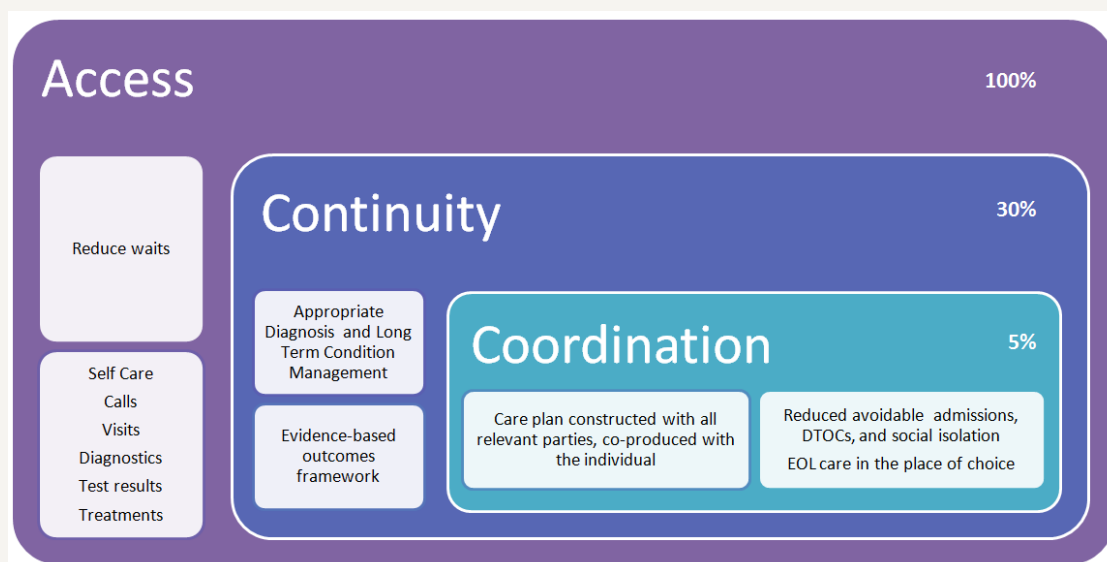 Access
100%
Reduce waits
Self Care
Calls
Visits
Diagnostics
Test results
Treatments
Continuity
30%
Appropriate
Diagnosis and Long
Term Condition
Management
Evidence-based
outcomes
framework
Coordination
5%
Care plan constructed with all
relevant parties, co-produced with
the individual
Reduced avoidable admissions,
DTOCs, and social isolation
EOL care in the place of choice